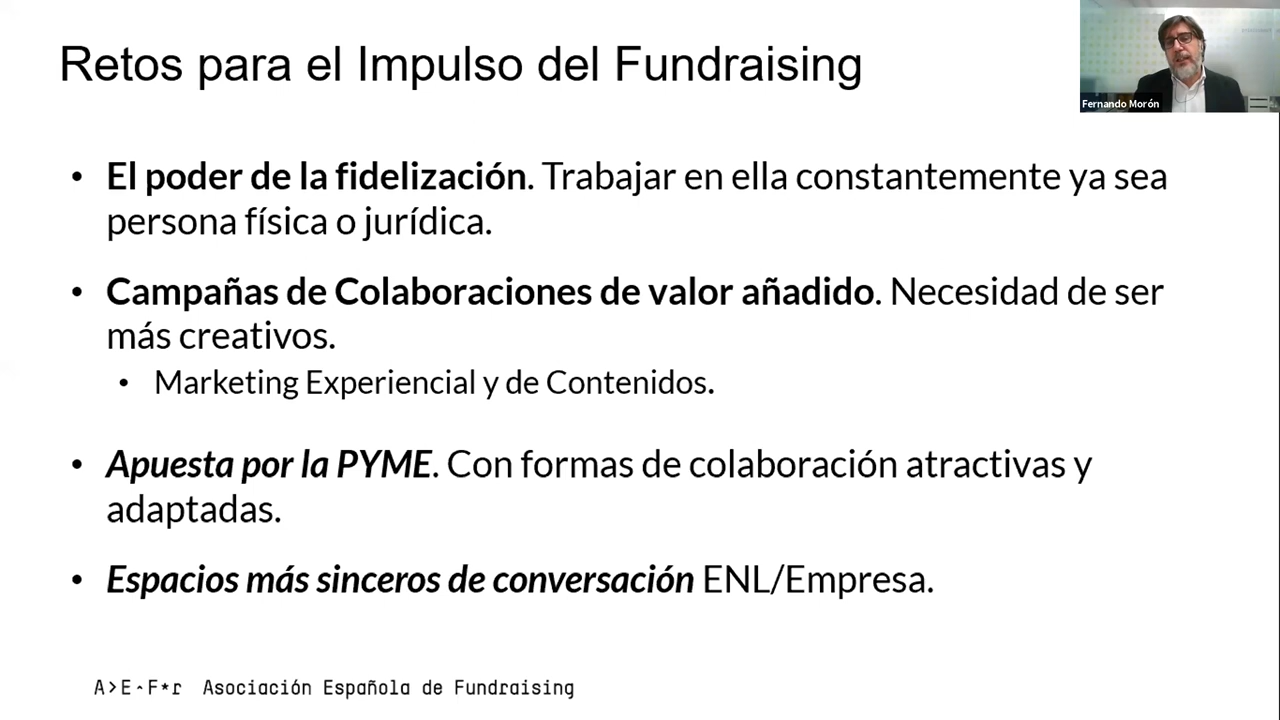 Retos para el Impulso del Fundraising
Fernando Morón
• El poder de la fidelización. Trabajar en ella constantemente ya sea
persona física o jurídica.
• Campañas de Colaboraciones de valor añadido. Necesidad de ser
más creativos.
• Marketing Experiencial y de Contenidos.
• Apuesta por la PYME. Con formas de colaboración atractivas y
adaptadas.
• Espacios más sinceros de conversación ENL/Empresa.
A>E-F*r Asociación Española de Fundraising